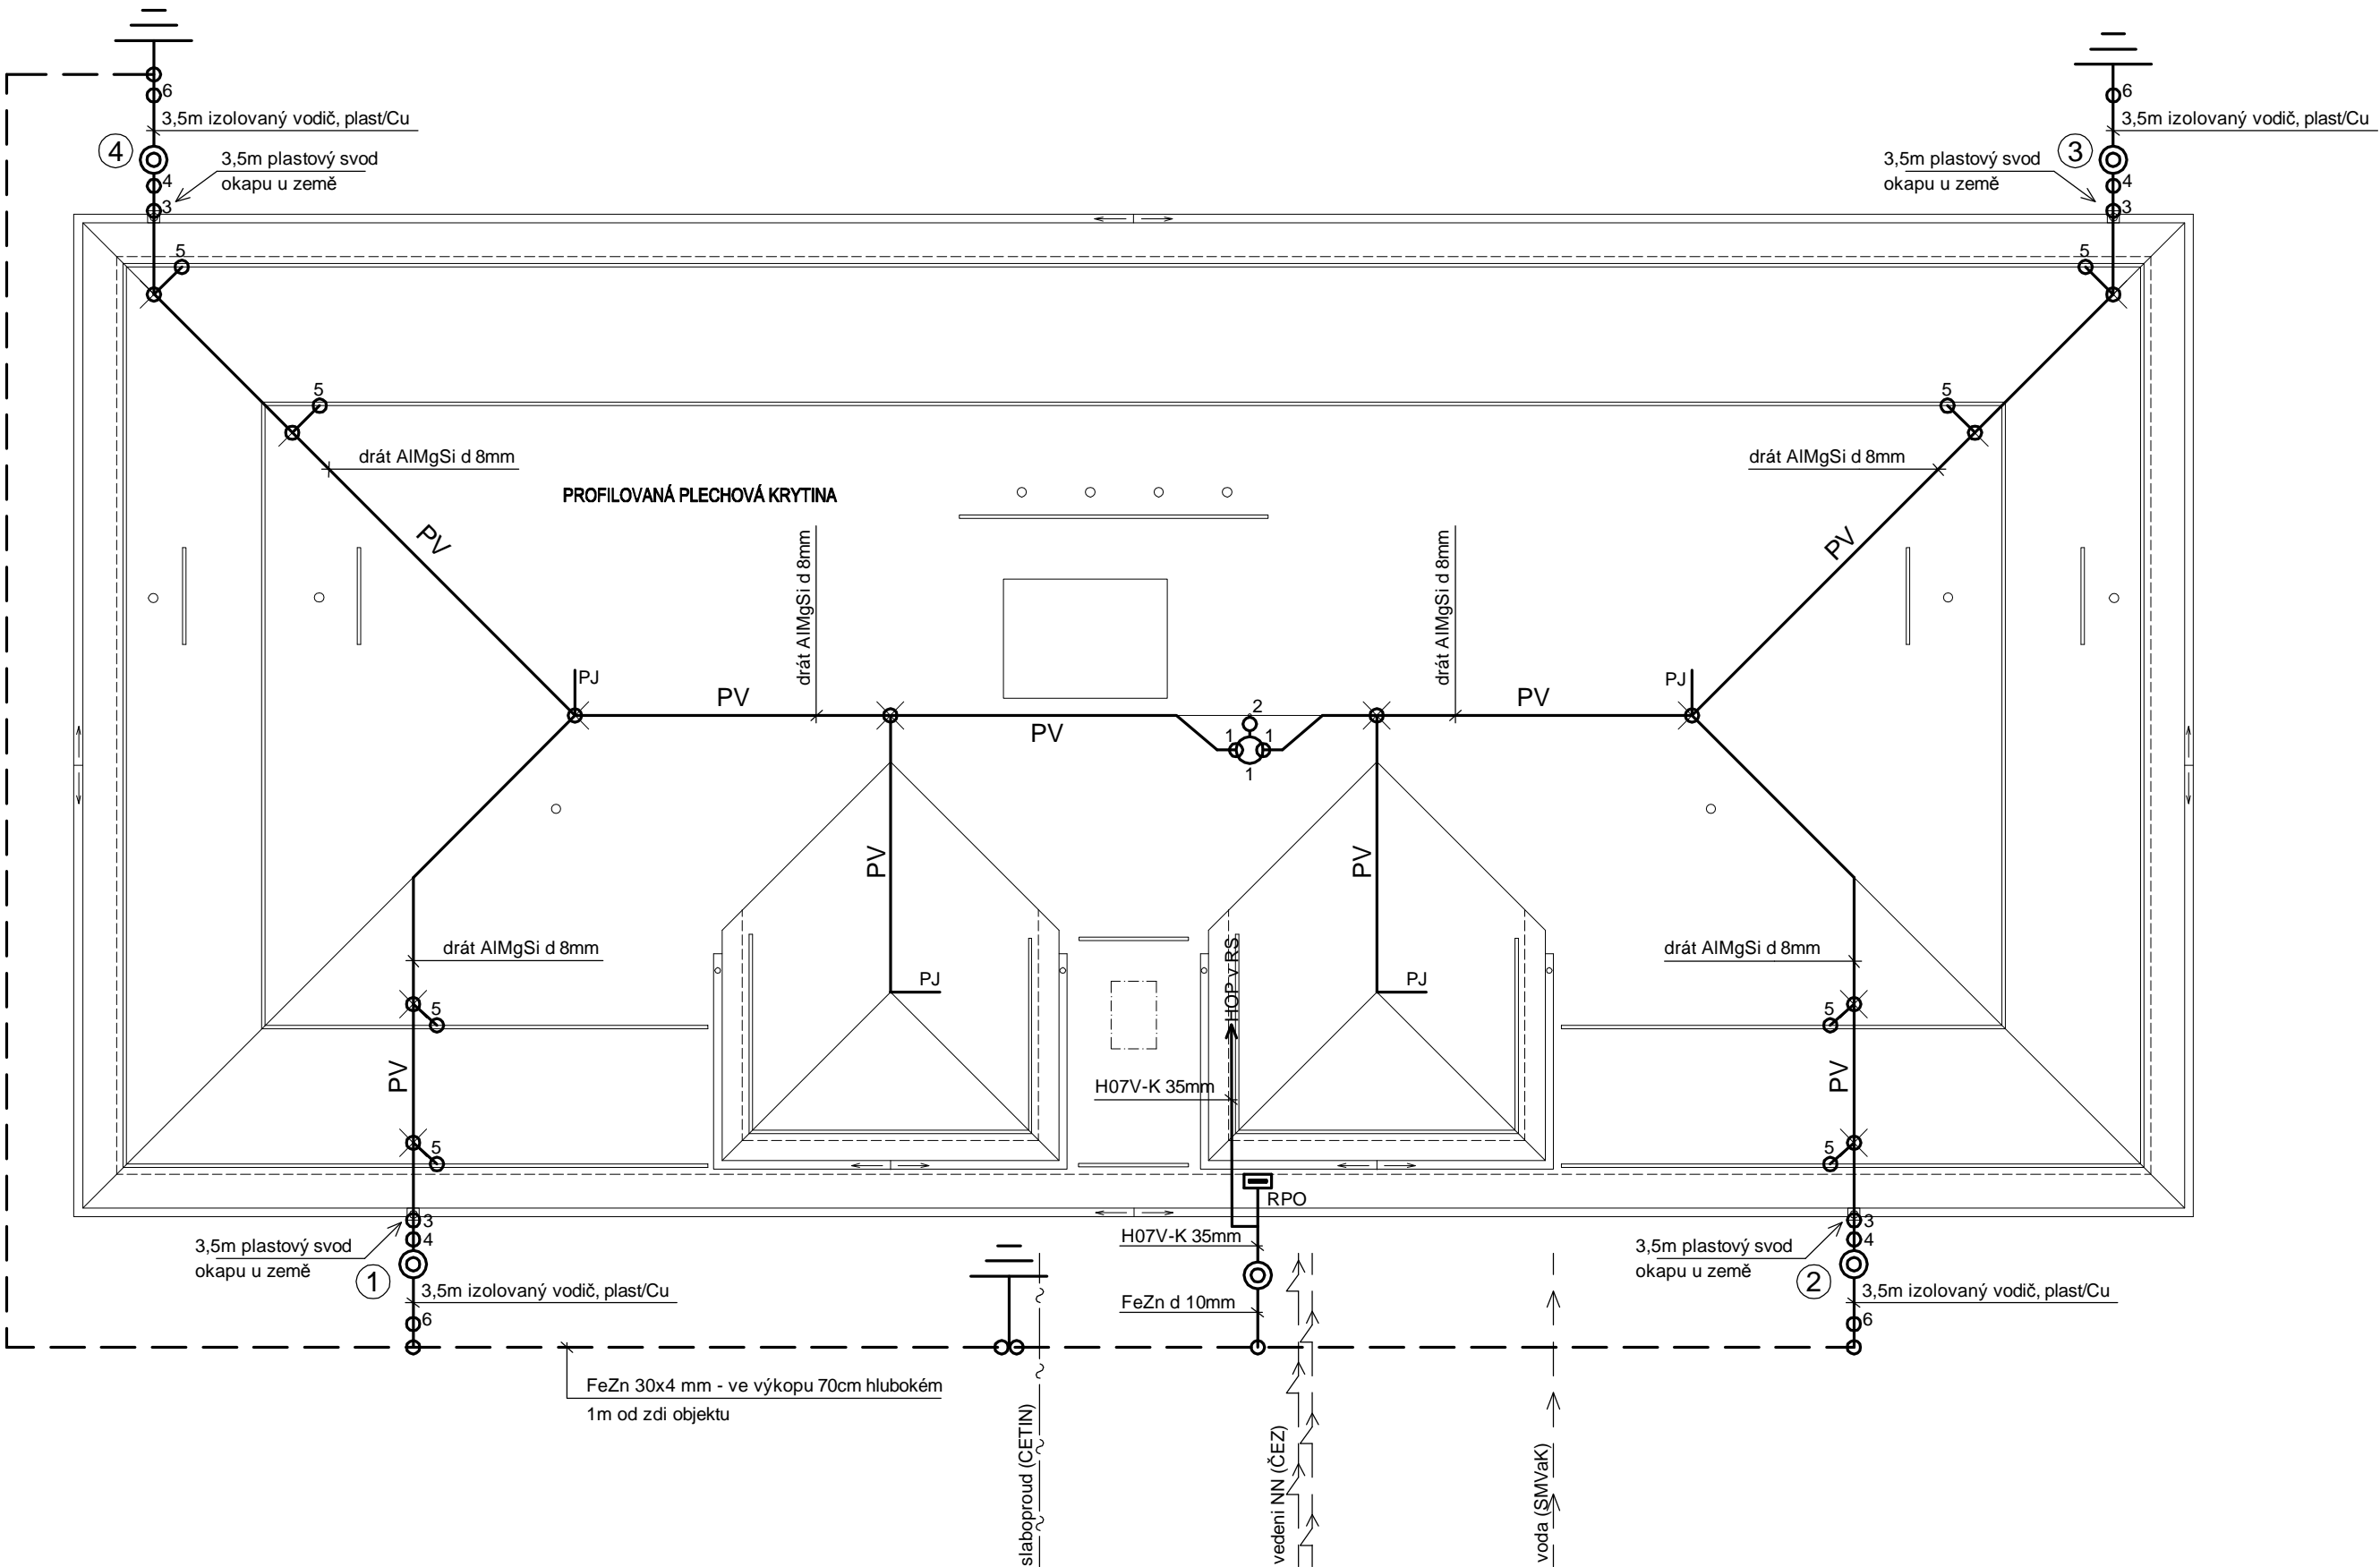 6
6
3,5m izolovaný vodič, plast/Cu
3,5m izolovaný vodič, plast/Cu
4
3
3,5m plastový svod
okapu u země
3,5m plastový svod
okapu u země
4
4
3
3
5
5
5
5
drát AlMgSi d 8mm
drát AlMgSi d 8mm
PROFILOVANÁ PLECHOVÁ KRYTINA
PV
PV
drát AlMgSi d 8mm
drát AlMgSi d 8mm
PJ
PJ
PV
PV
PV
2
1
1
1
PV
PV
drát AlMgSi d 8mm
drát AlMgSi d 8mm
PJ
PJ
HOP v RS
5
5
PV
PV
H07V-K 35mm
5
5
RPO
3
4
3
4
H07V-K 35mm
3,5m plastový svod
okapu u země
3,5m plastový svod
okapu u země
1
2
3,5m izolovaný vodič, plast/Cu
3,5m izolovaný vodič, plast/Cu
FeZn d 10mm
6
6
FeZn 30x4 mm - ve výkopu 70cm hlubokém
1m od zdi objektu
slaboproud (CETIN)
vedeni NN (ČEZ)
voda (SMVaK)